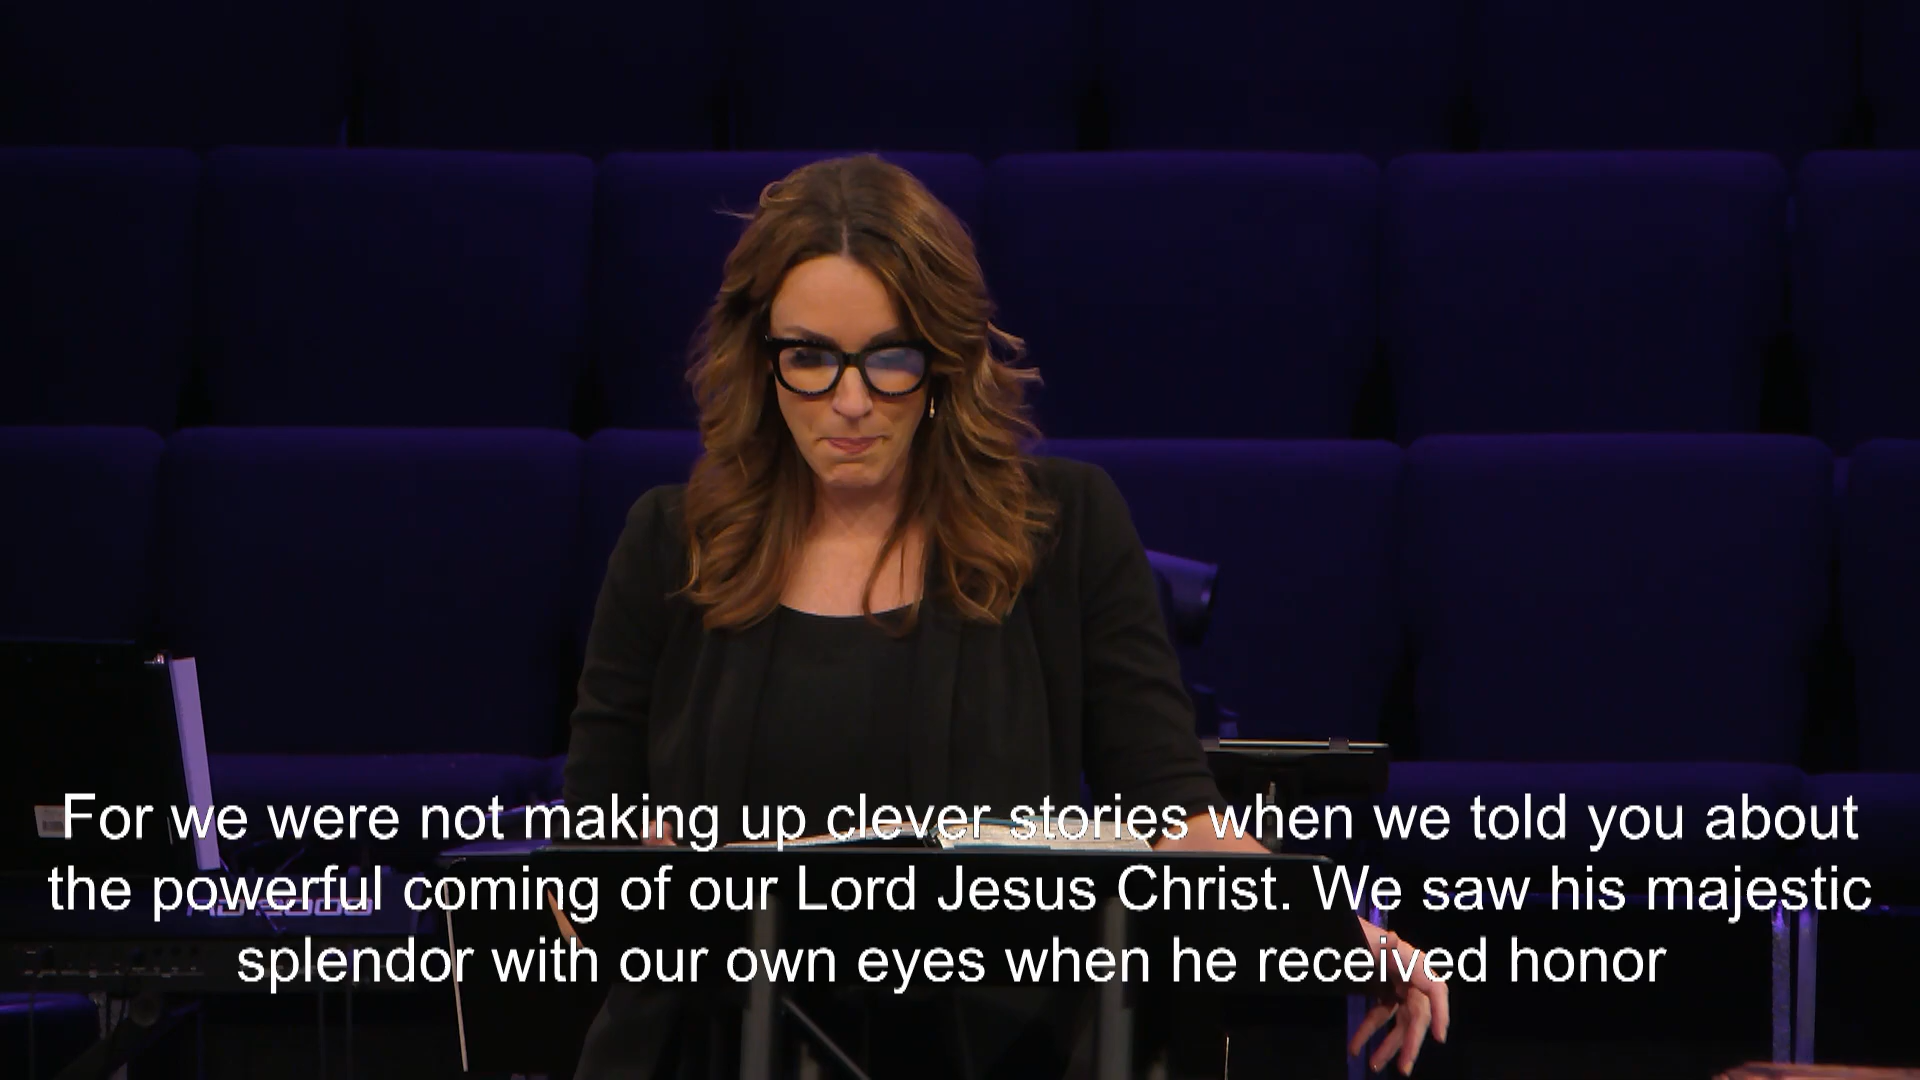 For we were not making up clever stories when we told you about
the powerful coming of our Lord Jesus Christ. We saw his majestic
splendor with our own eyes when he received honor